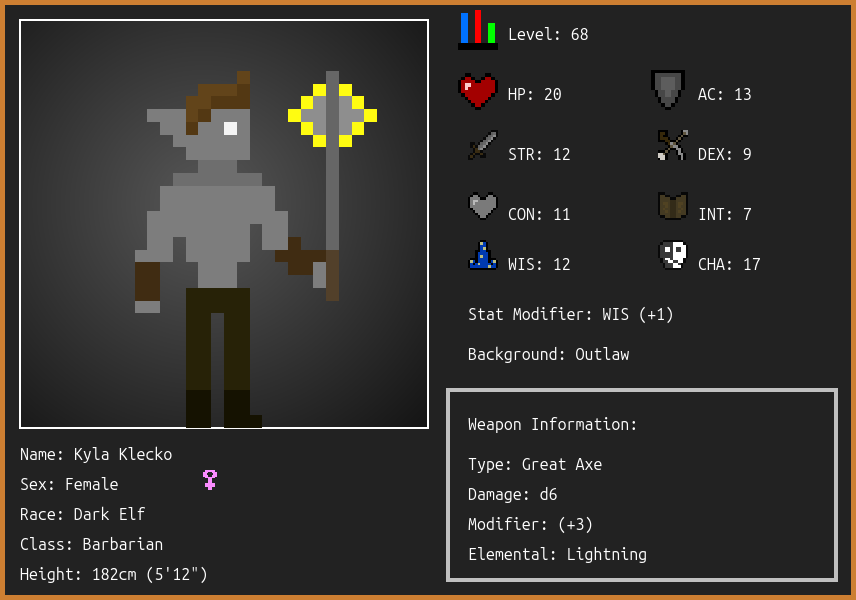 Level: 68
HP: 20
AC: 13
STR: 12
DEX: 9
CON: 11
INT: 7
WIS: 12
CHA: 17
Stat Modifier: WIS (+1)
Background: Outlaw
Weapon Information:
Type: Great Axe
Damage: d6
Modifier: (+3)
Elemental: Lightning
Name: Kyla Klecko
Sex: Female
Race: Dark Elf
Class: Barbarian
Height: 182cm (5'12")